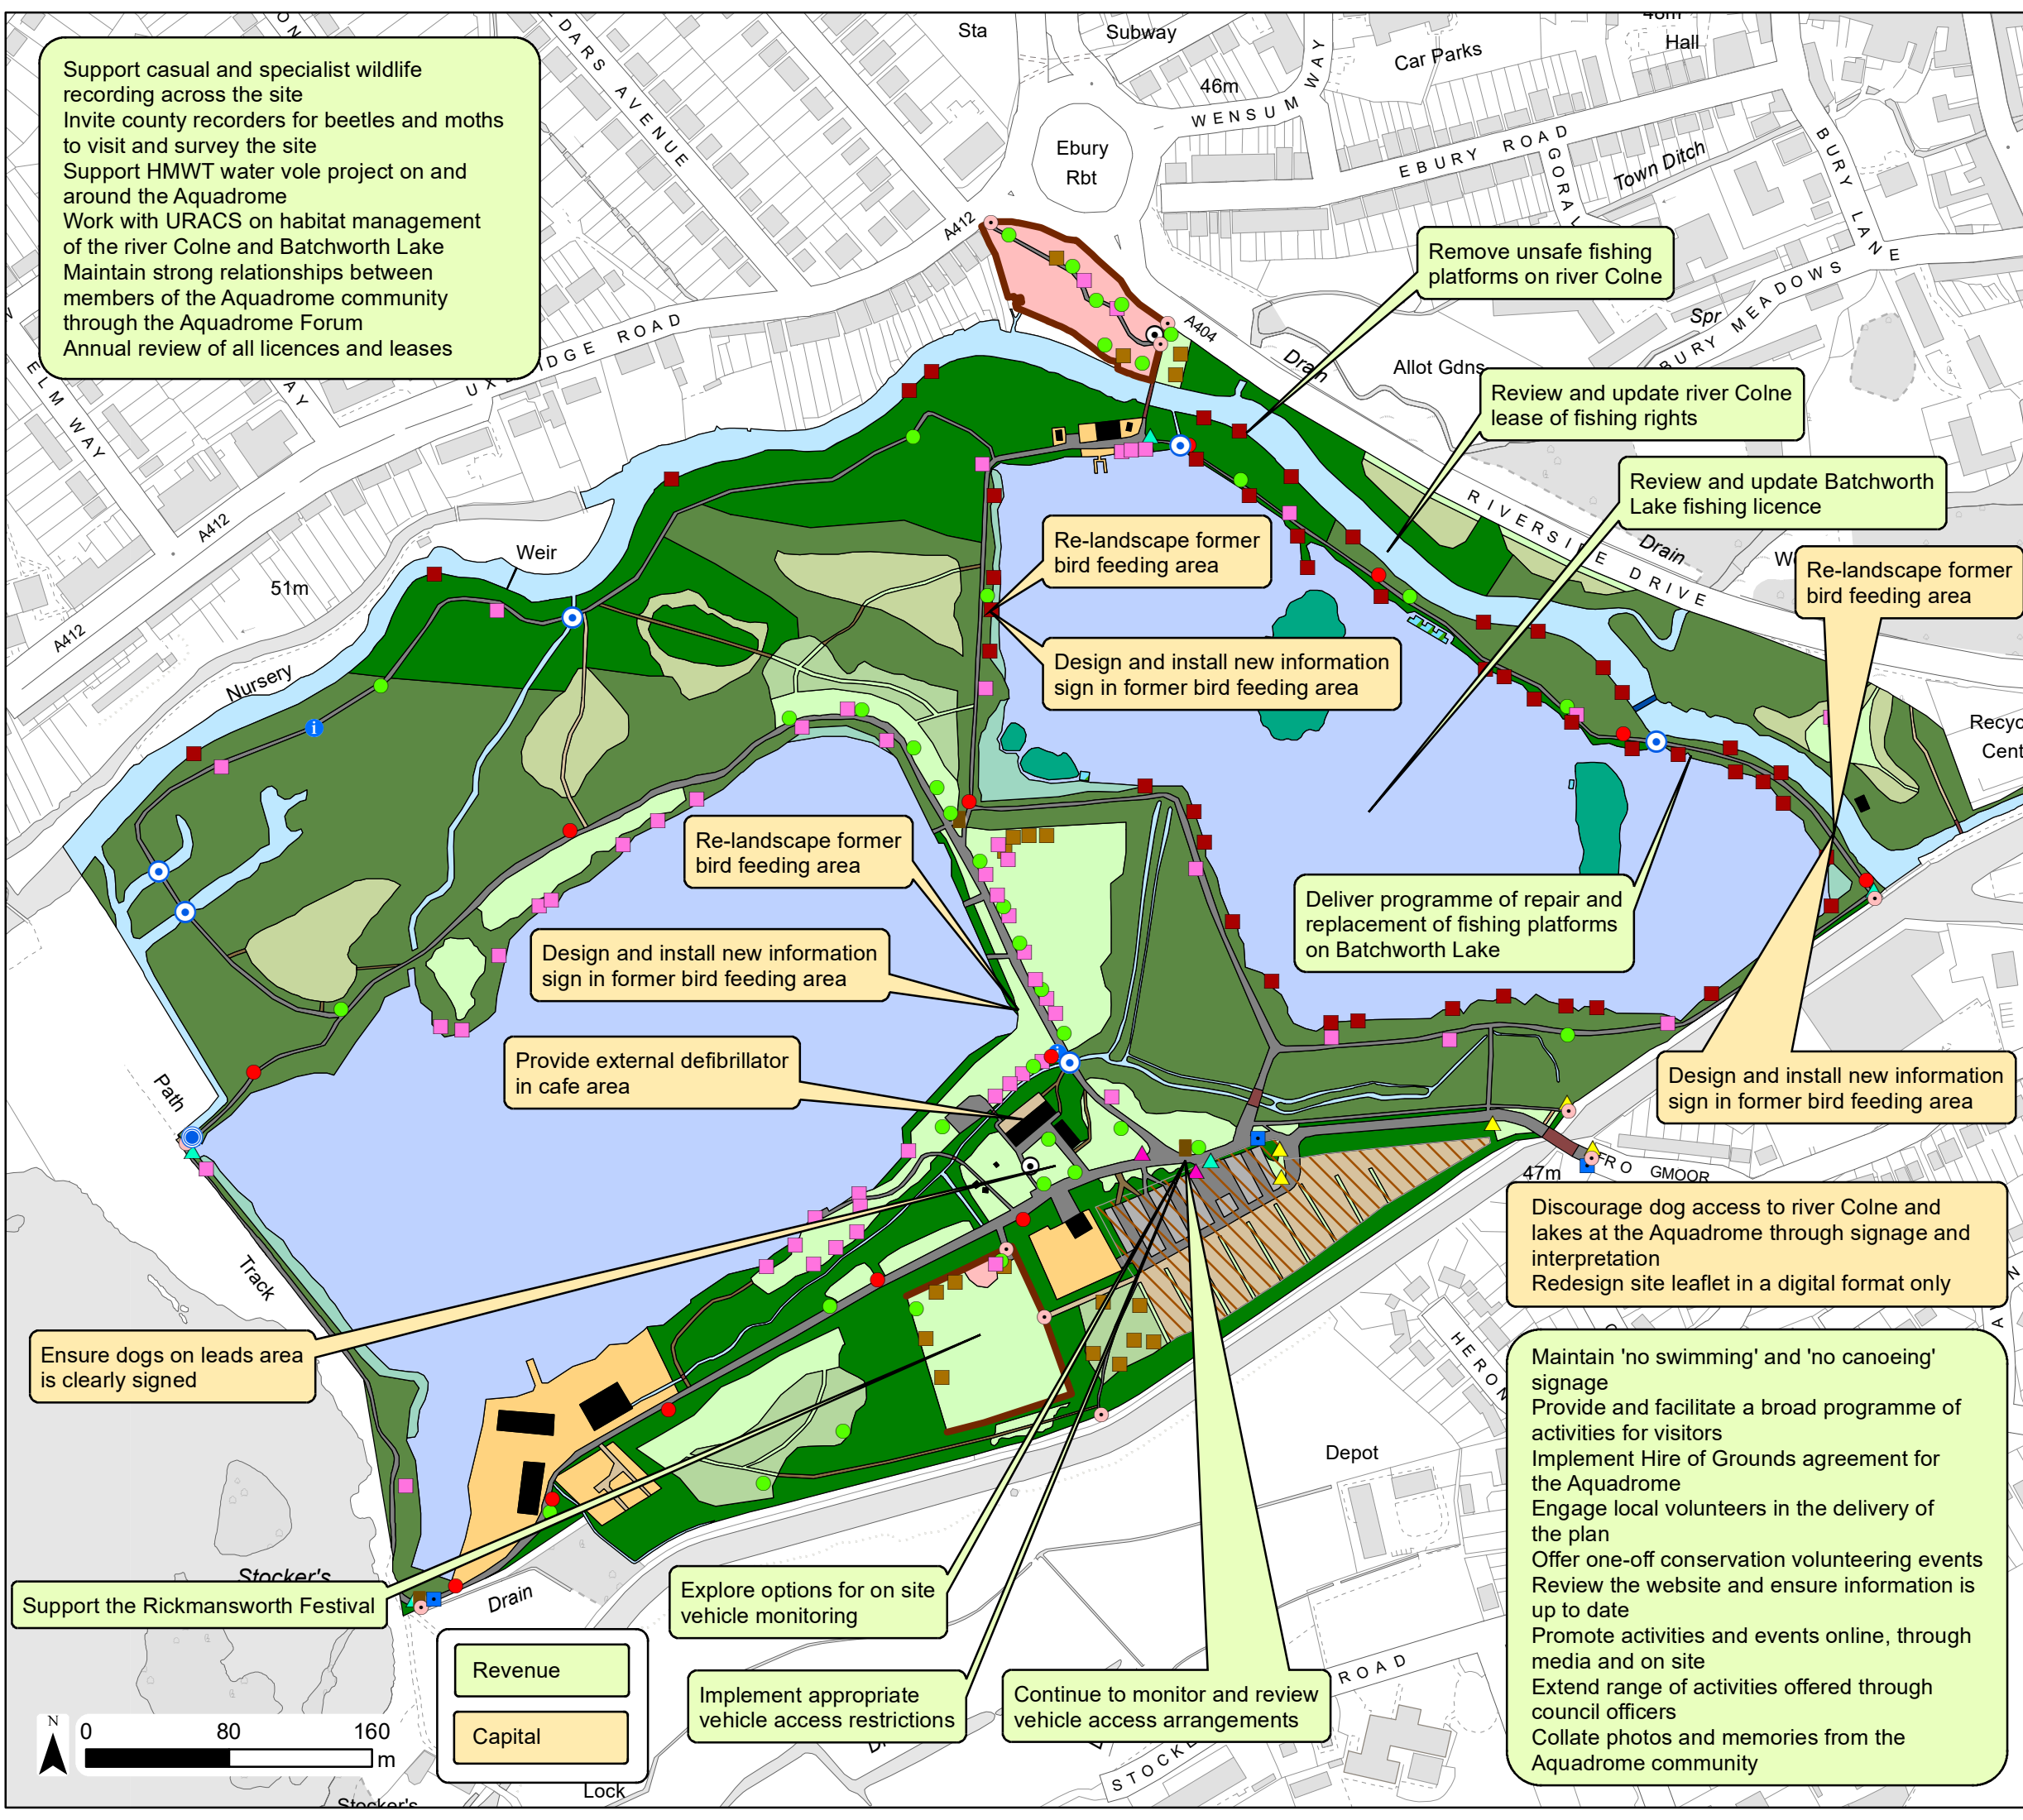 Support casual and specialist wildlife
recording across the site
Invite county recorders for beetles and moths
to visit and survey the site
Support HMWT water vole project on and
around the Aquadrome
Work with URACS on habitat management
of the river Colne and Batchworth Lake
Maintain strong relationships between
members of the Aquadrome community
through the Aquadrome Forum
Annual review of all licences and leases
DARS AVENUE
Sta
Subway
46m
WENSUM WAY
Car Parks
Hall
Ebury
Rbt
EBURY ROAD
Town Ditch
BURY LANE
BURY MEADOWS
Spr
A412
A404
Drain
Allot Gdns
UXBRIDGE ROAD
ELM WAY
AY
A412
A412
51m
Weir
Nursery
Remove unsafe fishing
platforms on river Colne
Review and update river Colne
lease of fishing rights
Review and update Batchworth
Lake fishing licence
RIVERSIDE DRIVE
Drain
Re-landscape former
bird feeding area
Re-landscape former
bird feeding area
Design and install new information
sign in former bird feeding area
Recyc
Cent
Re-landscape former
bird feeding area
Deliver programme of repair and
replacement of fishing platforms
on Batchworth Lake
Design and install new information
sign in former bird feeding area
Provide external defibrillator
in cafe area
Design and install new information
sign in former bird feeding area
Path
Track
47m
FRO GMOOR
Discourage dog access to river Colne and
lakes at the Aquadrome through signage and
interpretation
Redesign site leaflet in a digital format only
Ensure dogs on leads area
is clearly signed
HERON
Depot
Maintain 'no swimming' and 'no canoeing'
signage
Provide and facilitate a broad programme of
activities for visitors
Implement Hire of Grounds agreement for
the Aquadrome
Engage local volunteers in the delivery of
the plan
Offer one-off conservation volunteering events
Review the website and ensure information is
up to date
Promote activities and events online, through
media and on site
Extend range of activities offered through
council officers
Collate photos and memories from the
Aquadrome community
Stocker's
Drain
Support the Rickmansworth Festival
Explore options for on site
vehicle monitoring
Implement appropriate
vehicle access restrictions
Continue to monitor and review
vehicle access arrangements
ROAD
STOCKE
Revenue
Capital
N
0 80 160
m
Lock
Stocker's